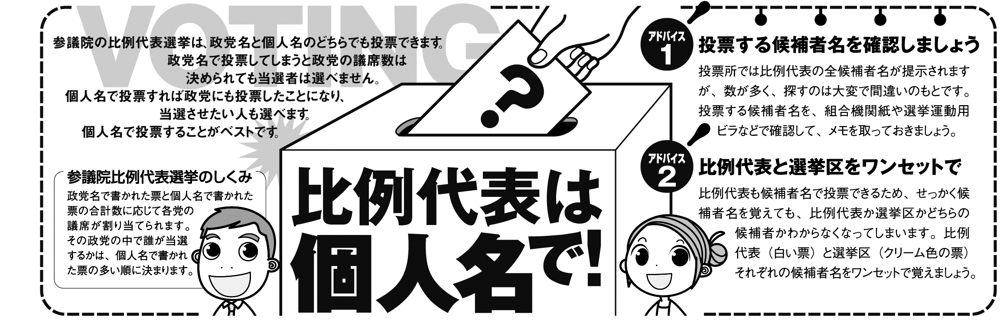 VOTING
参議院の比例代表選挙は、政党名と個人名のどちらでも投票できます。
政党名で投票してしまうと政党の議席数は
決められても当選者は選べません。
個人名で投票すれば政党にも投票したことになり、
当選させたい人も選べます。
個人名で投票することがベストです。
参議院比例代表選挙のしくみ
政党名で書かれた票と個人名で書かれた
票の合計数に応じて各党の
議席が割り当てられます。
その政党の中で誰が当選
するかは、個人名で書かれ
た票の多い順に決まります。
?
比例代表は
個人名で!
アドバイス
1
投票する候補者名を確認しましょう
投票所では比例代表の全候補者名が提示されます
が、数が多く、探すのは大変で間違いのもとです。
投票する候補者名を、組合機関紙や選挙運動用
ビラなどで確認して、メモを取っておきましょう。
アドバイス
2
比例代表と選挙区をワンセットで
比例代表も候補者名で投票できるため、せっかく候
補者名を覚えても、比例代表か選挙区かどちらの
候補者かわからなくなってしまいます。比例
代表(白い票)と選挙区(クリーム色の票)
それぞれの候補者名をワンセットで覚えましょう。